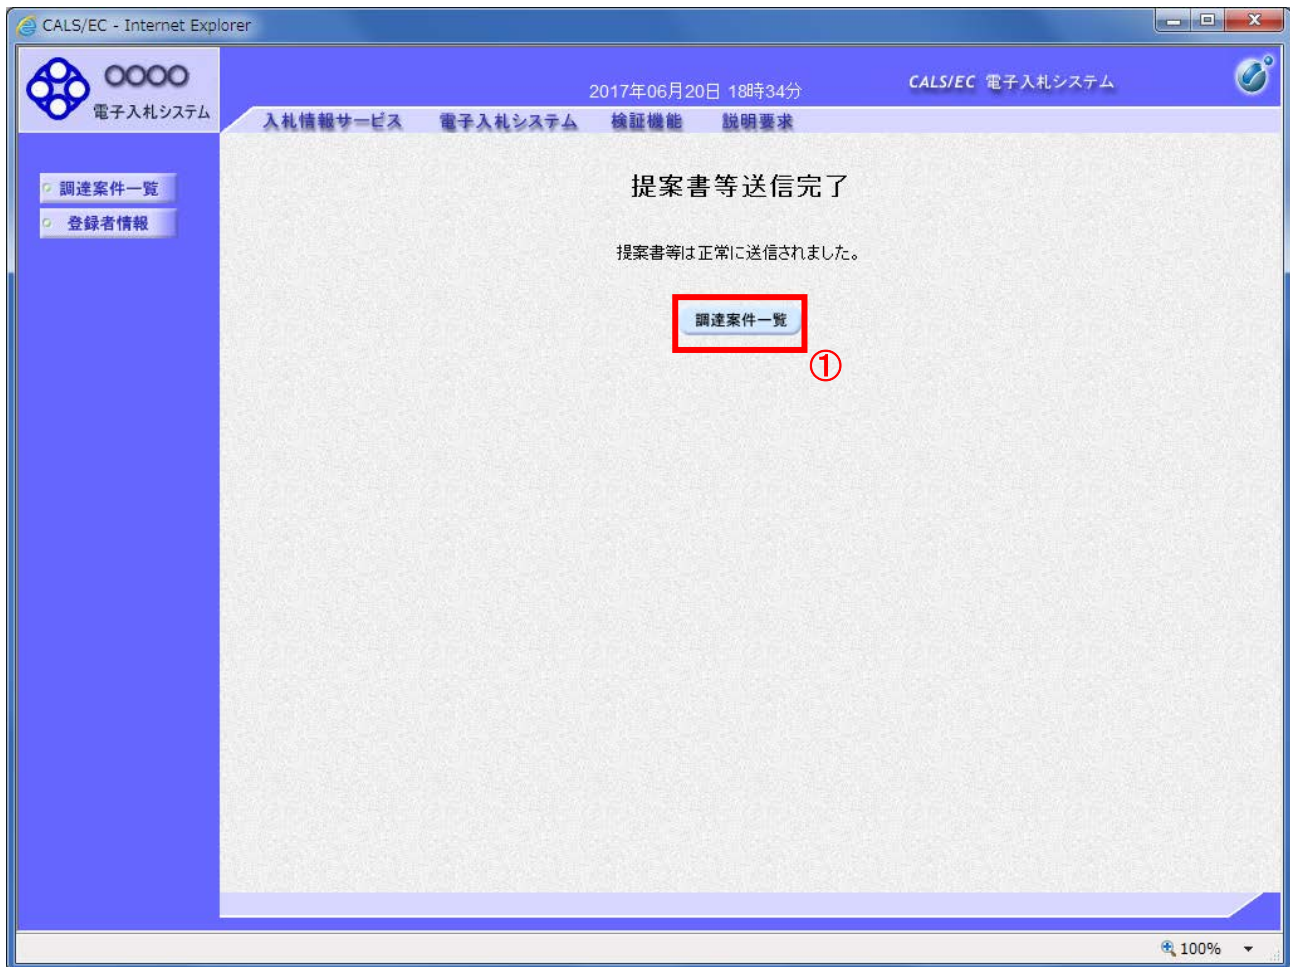 CALS/EC - Internet Explorer
○○○○
電子入札システム
2017年06月20日 18時34分
CALS/EC 電子入札システム
入札情報サービス 電子入札システム 検証機能 説明要求
調達案件一覧
登録者情報
提案書等送信完了
提案書等は正常に送信されました。
調達案件一覧
①
100%